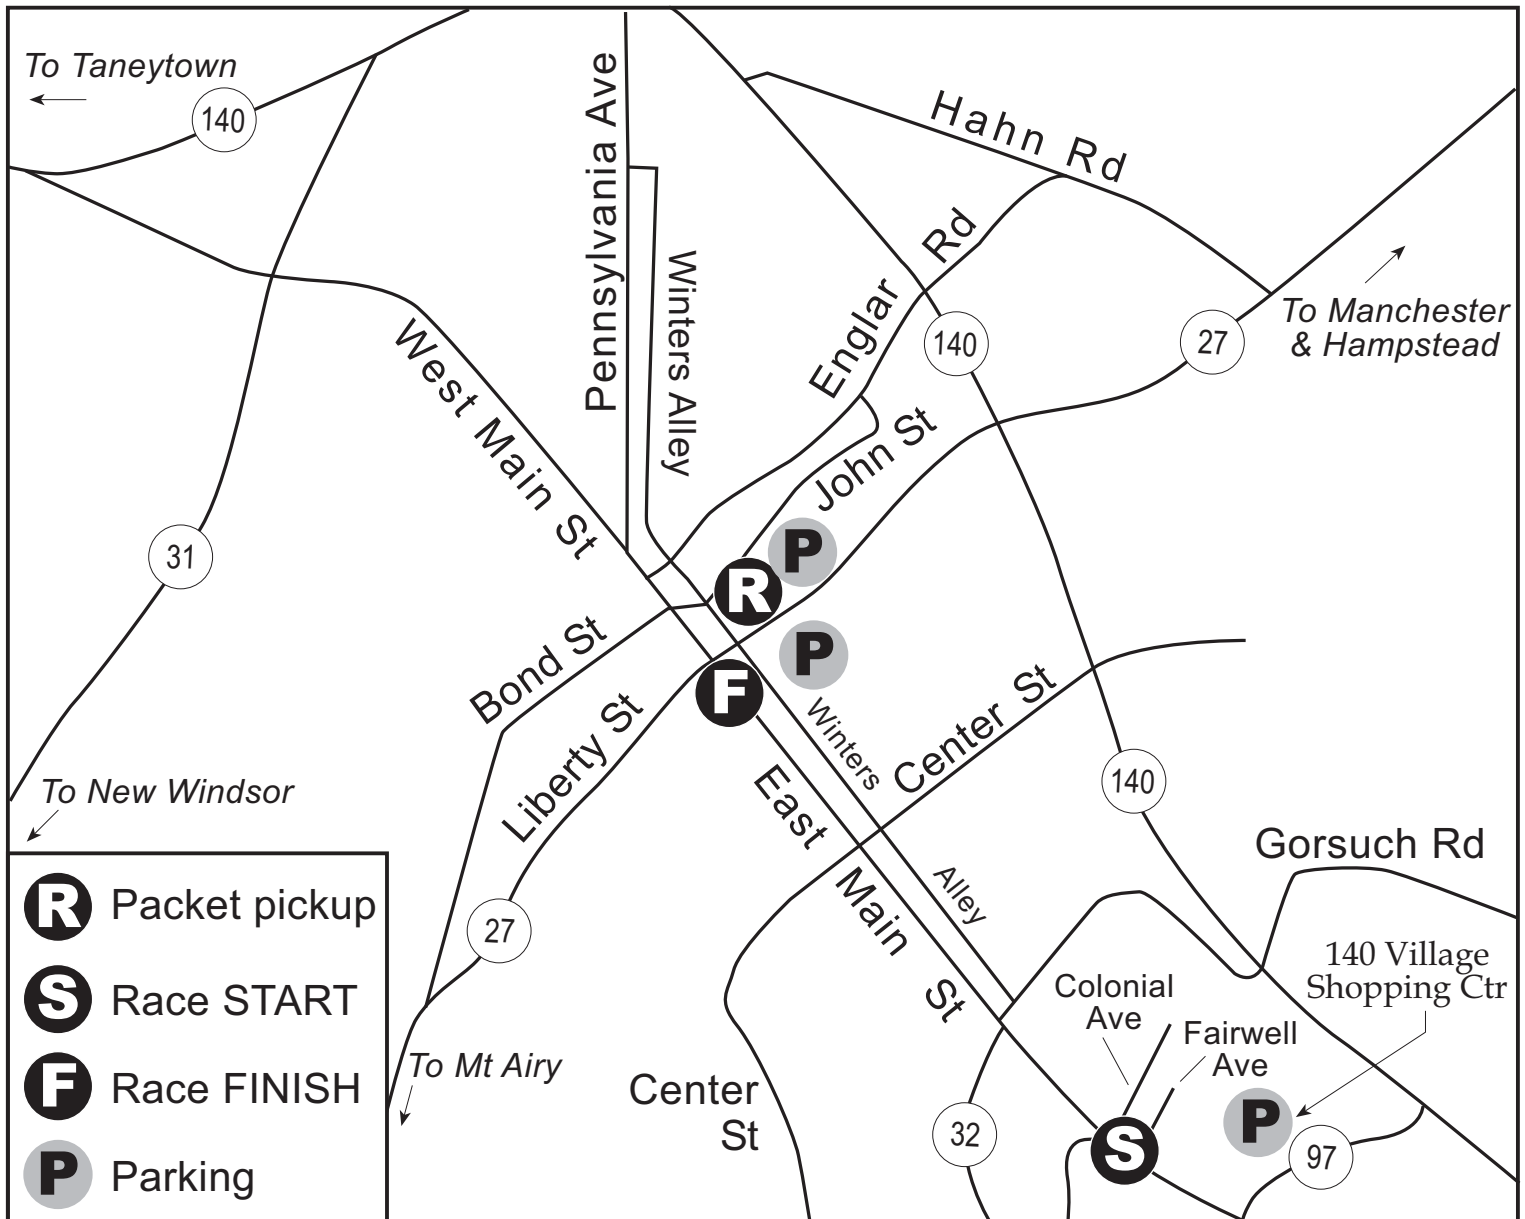 To Taneytown
140
Pennsylvania Ave
Hahn Rd
Englar Rd
Winters Alley
140
27
To Manchester
& Hampstead
West Main St
John St
31
P
R
P
Bond St
F
Liberty St
Winters
Alley
Center St
East Main St
140
To New Windsor
Gorsuch Rd
27
140 Village
Shopping Ctr
Colonial
Ave
Fairwell
Ave
To Mt Airy
Center
St
32
S
P
97
R Packet pickup
S Race START
F Race FINISH
P Parking